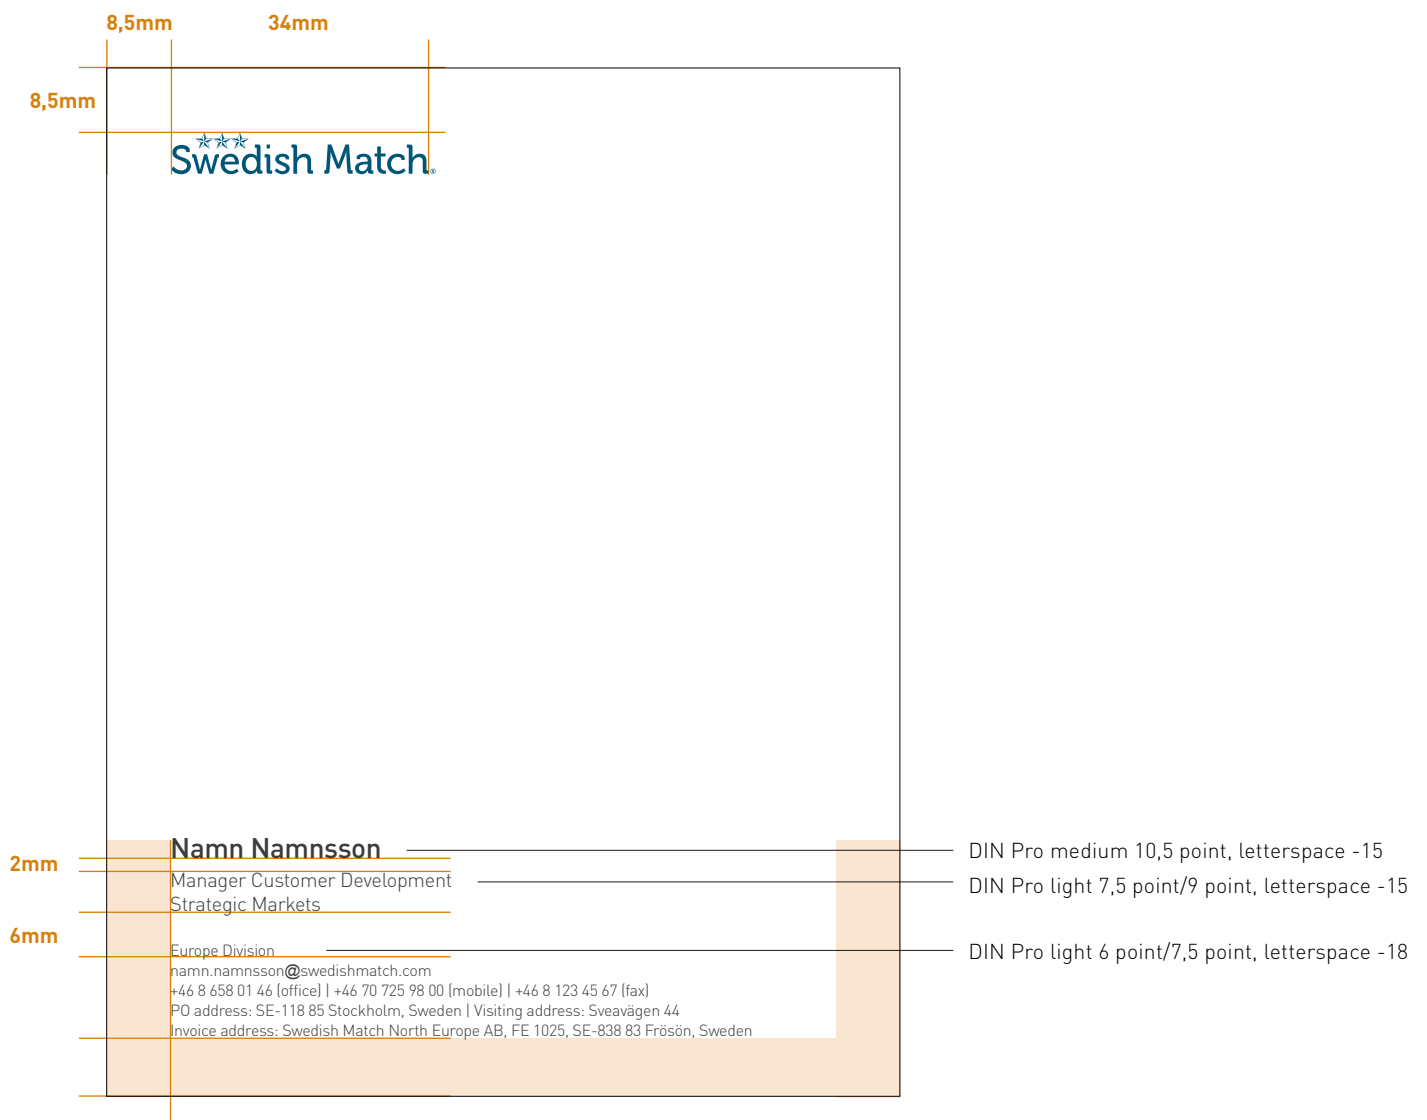 8,5mm 34mm
8,5mm
Swedish Match®
Namn Namnsson
DIN Pro medium 10,5 point, letterspace -15
2mm
Manager Customer Development
DIN Pro light 7,5 point/9 point, letterspace -15
Strategic Markets
6mm
Europe Division
DIN Pro light 6 point/7,5 point, letterspace -18
namn.namnsson@swedishmatch.com
+46 8 658 01 46 (office) | +46 70 725 98 00 (mobile) | +46 8 123 45 67 (fax)
PO address: SE-118 85 Stockholm, Sweden | Visiting address: Sveavägen 44
Invoice address: Swedish Match North Europe AB, FE 1025, SE-838 83 Frösön, Sweden